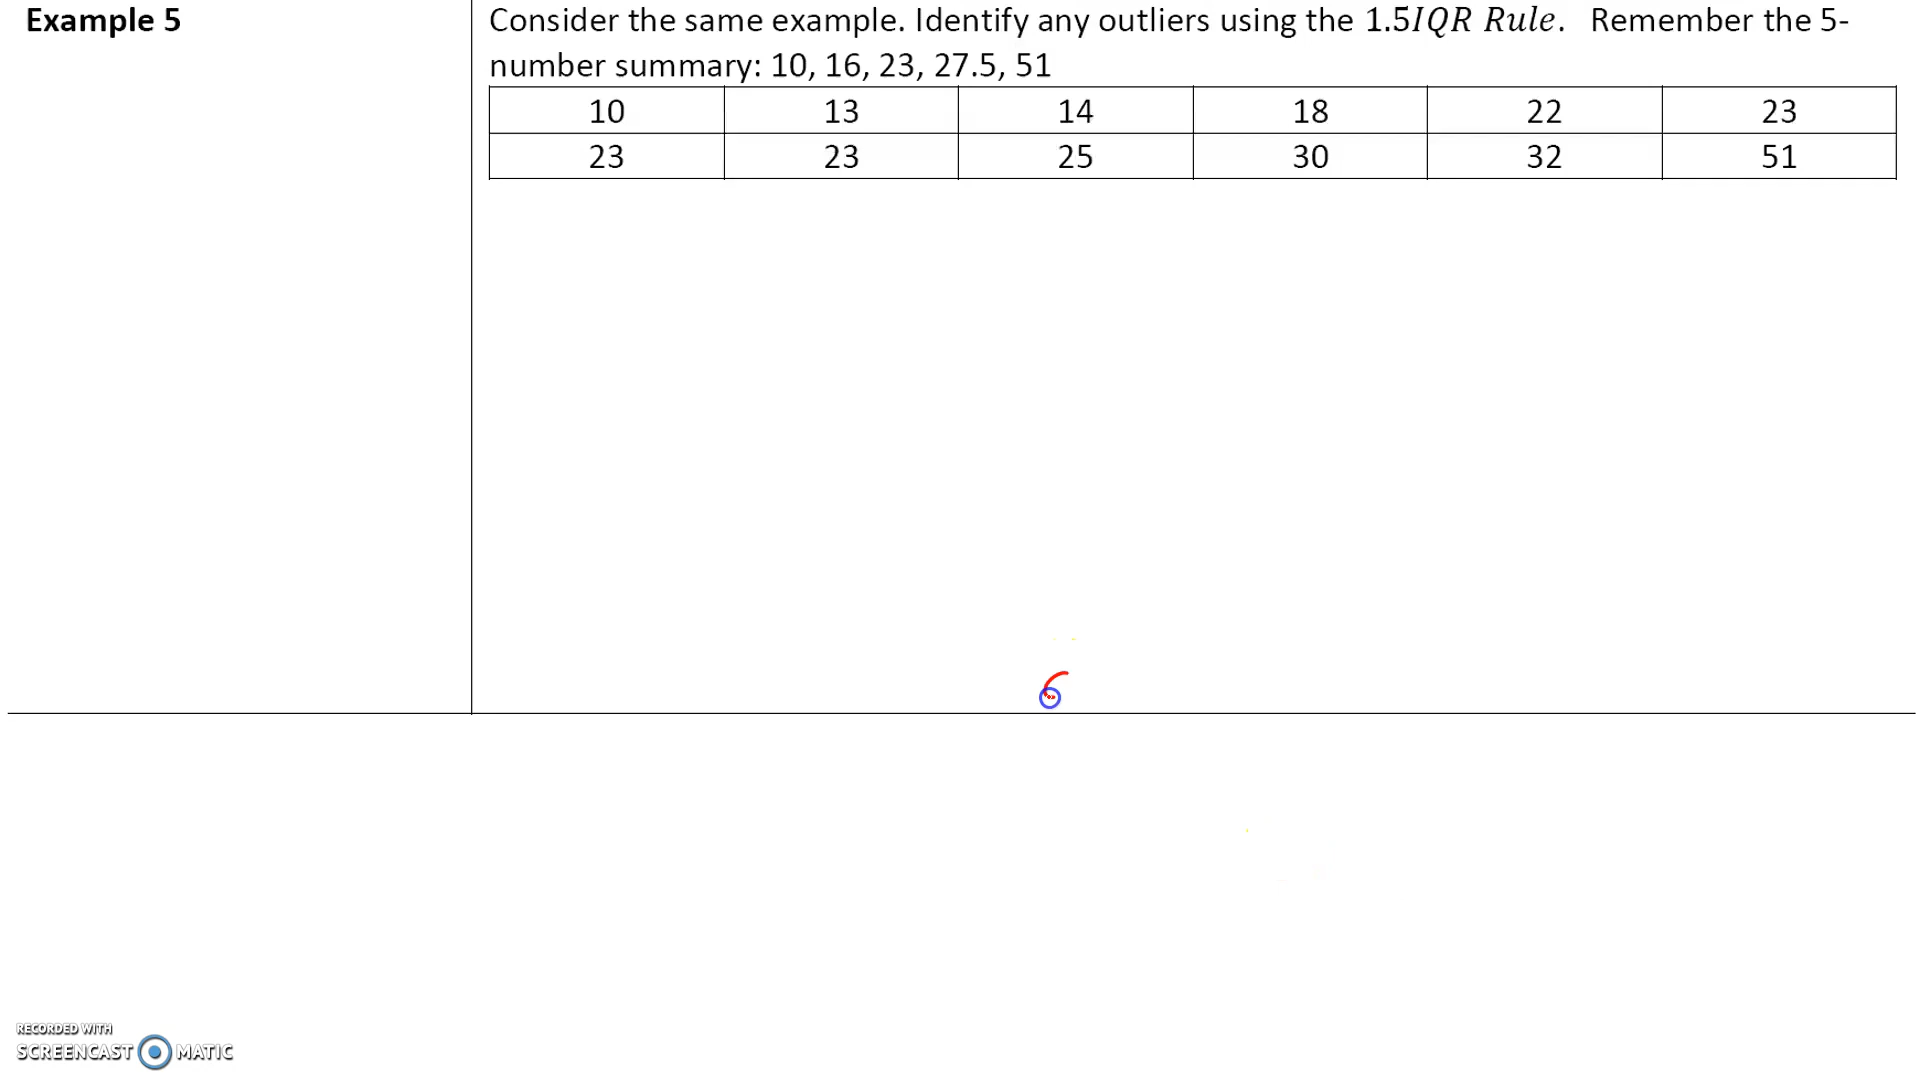 Example 5
Consider the same example. Identify any outliers using the 1.5IQR Rule. Remember the 5-
number summary: 10, 16, 23, 27.5, 51
10 13 14 18 22 23
23 23 25 30 32 51
RECORDED WITH
SCREENCAST MATIC